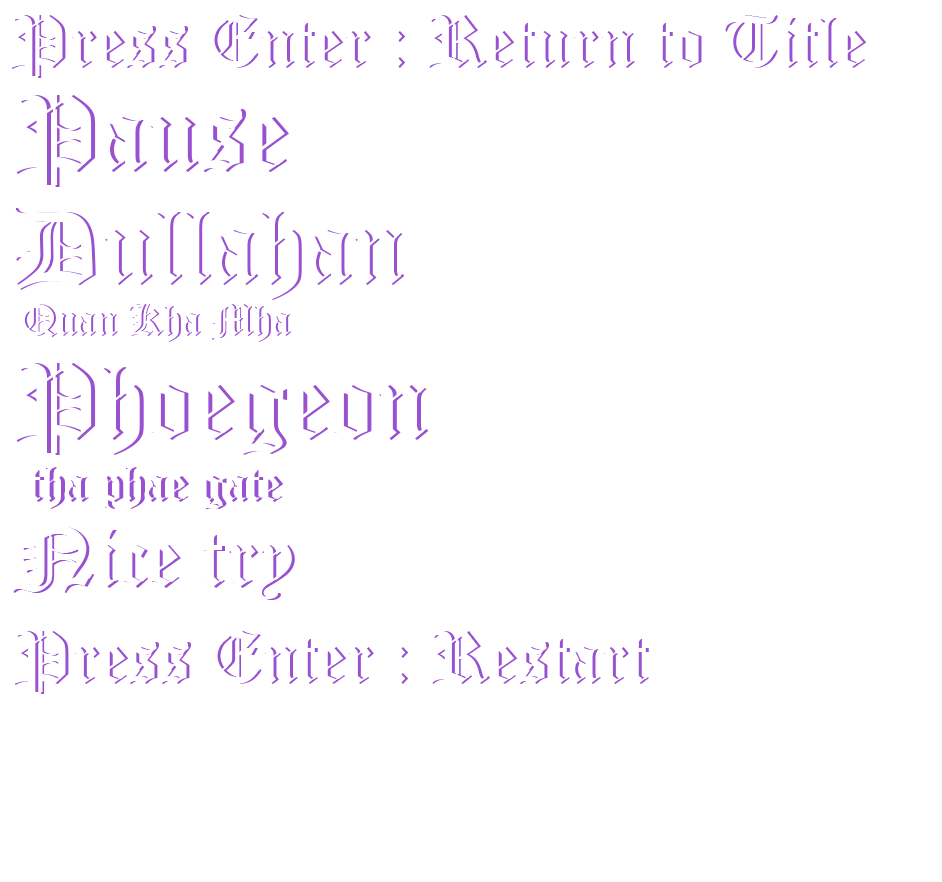 Press Enter : Return to Title
Pause
Dullahan
Quan Kha Mha
Phoegeon
tha phae gate
Nice try
Press Enter : Restart